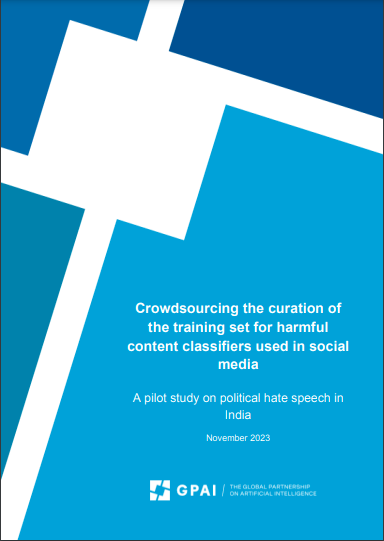 Crowdsourcing the curation of
the training set for harmful
content classifiers used in social
media
A pilot study on political hate speech in
India
November 2023
GPAI / THE GLOBAL PARTNERSHIP
ON ARTIFICIAL INTELLIGENCE